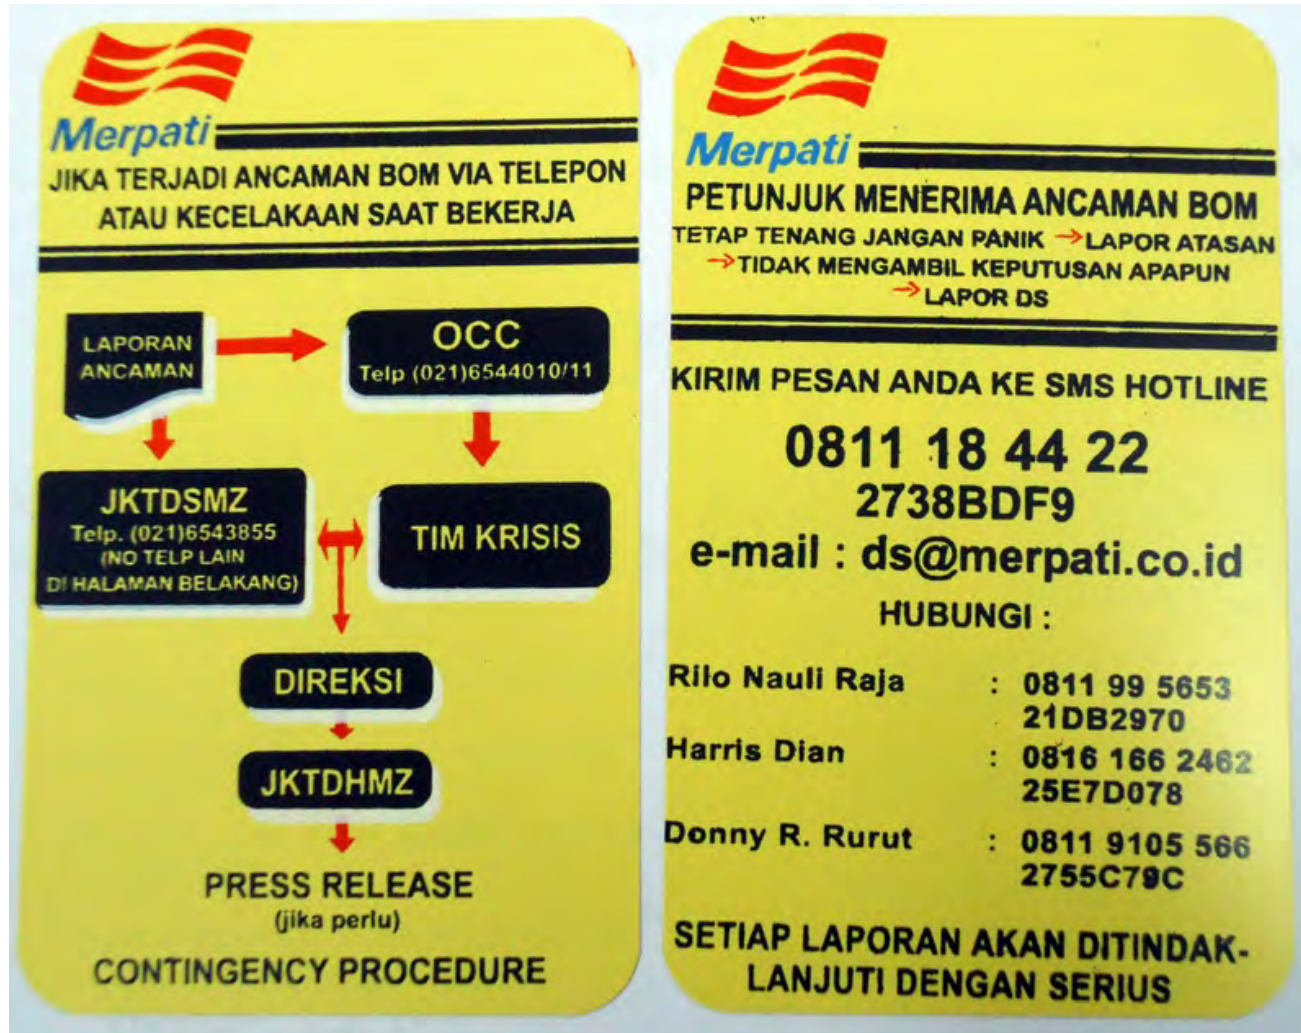 Merpati
JIKA TERJADI ANCAMAN BOM VIA TELEPON
ATAU KECELAKAAN SAAT BEKERJA
LAPORAN
ANCAMAN
OCC
Telp (021)6544010/11
JKTDSMZ
Telp. (021)6543855
(NO TELP LAIN
DI HALAMAN BELAKANG)
TIM KRISIS
DIREKSI
JKTDHMZ
PRESS RELEASE
(jika perlu)
CONTINGENCY PROCEDURE
Merpati
PETUNJUK MENERIMA ANCAMAN BOM
TETAP TENANG JANGAN PANIK → LAPOR ATASAN
→ TIDAK MENGAMBIL KEPUTUSAN APAPUN
→ LAPOR DS
KIRIM PESAN ANDA KE SMS HOTLINE
0811 18 44 22
2738BDF9
e-mail : ds@merpati.co.id
HUBUNGI :
Rilo Nauli Raja : 0811 99 5653
21DB2970
Harris Dian : 0816 166 2462
25E7D078
Donny R. Rurut : 0811 9105 566
2755C79C
SETIAP LAPORAN AKAN DITINDAK-
LANJUTI DENGAN SERIUS